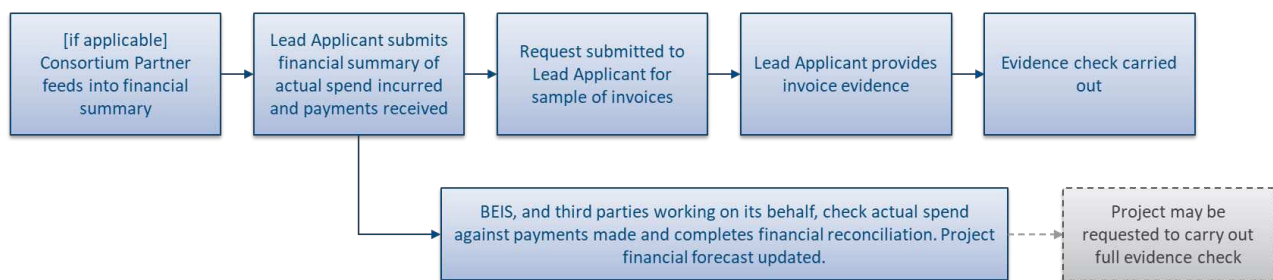 [if applicable]
Consortium Partner
feeds into financial
summary
Lead Applicant submits
financial summary of
actual spend incurred
and payments received
Request submitted to
Lead Applicant for
sample of invoices
Lead Applicant provides
invoice evidence
Evidence check carried
out
BEIS, and third parties working on its behalf, check actual spend
against payments made and completes financial reconciliation. Project
financial forecast updated.
Project may be
requested to carry out
full evidence check